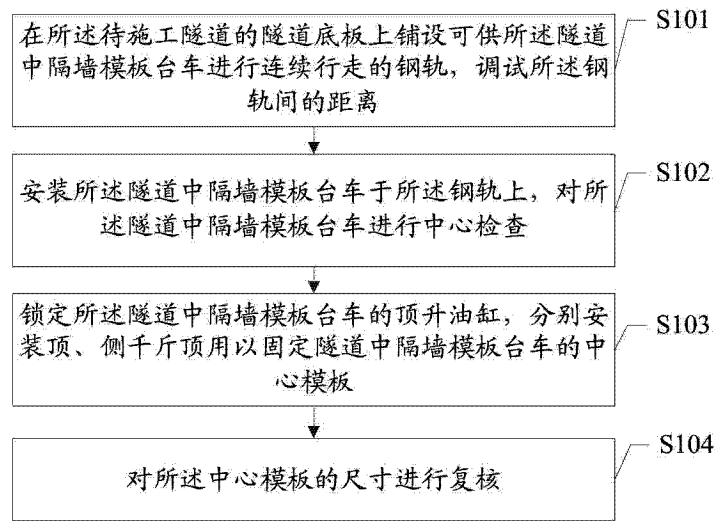 S101
在所述待施工隧道的隧道底板上铺设可供所述隧道
中隔墙模板台车进行连续行走的钢轨，调试所述钢
轨间的距离
S102
安装所述隧道中隔墙模板台车于所述钢轨上，对所
述隧道中隔墙模板台车进行中心检查
S103
锁定所述隧道中隔墙模板台车的顶升油缸，分别安
装顶、侧千斤顶用以固定隧道中隔墙模板台车的中
心模板
S104
对所述中心模板的尺寸进行复核